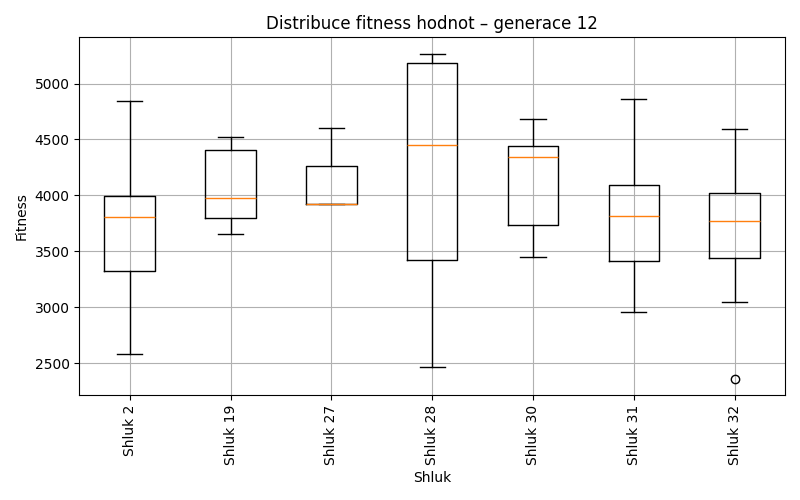 Distribuce fitness hodnot – generace 12
Fitness
5000
4500
4000
3500
3000
2500
Shluk 2
Shluk 19
Shluk 27
Shluk 28
Shluk 30
Shluk 31
Shluk 32
Shluk